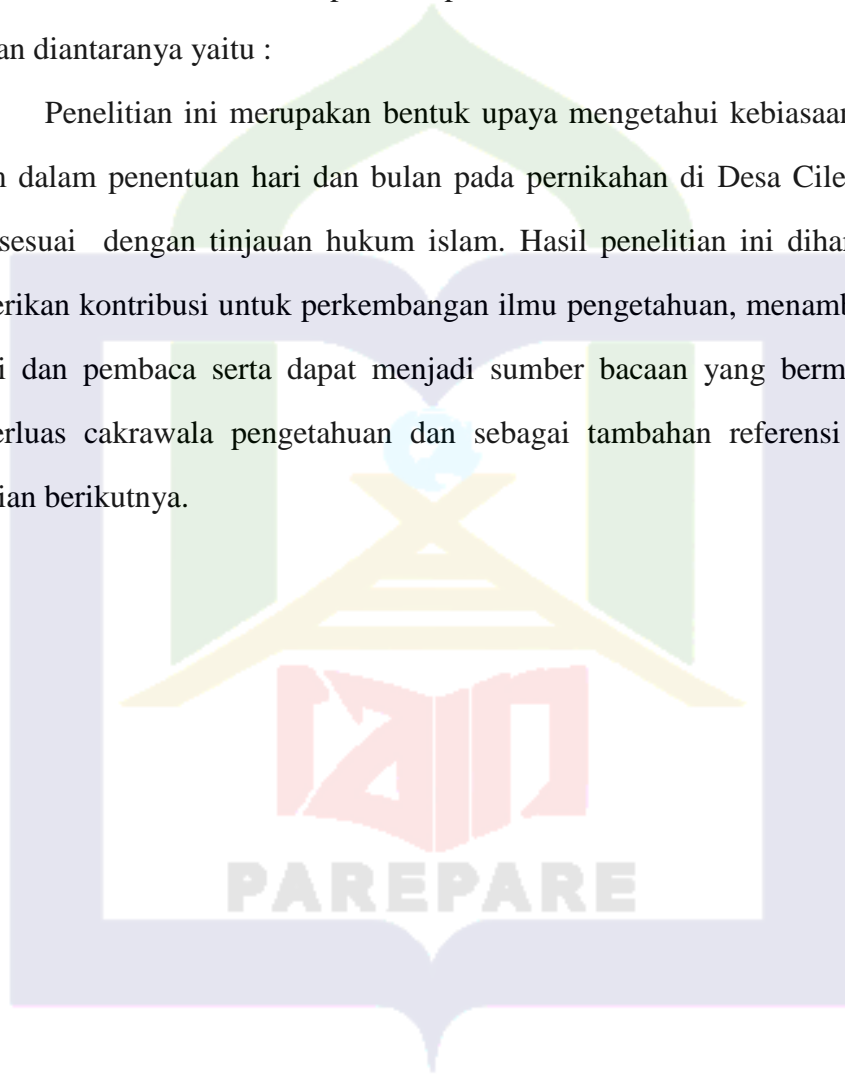 an diantaranya yaitu :
Penelitian ini merupakan bentuk upaya mengetahui kebiasaan
dalam penentuan hari dan bulan pada pernikahan di Desa Cile
sesuai dengan tinjauan hukum islam. Hasil penelitian ini dihar
erikan kontribusi untuk perkembangan ilmu pengetahuan, menamb
i dan pembaca serta dapat menjadi sumber bacaan yang berm
erluas cakrawala pengetahuan dan sebagai tambahan referensi
ian berikutnya.
iain
PAREPARE